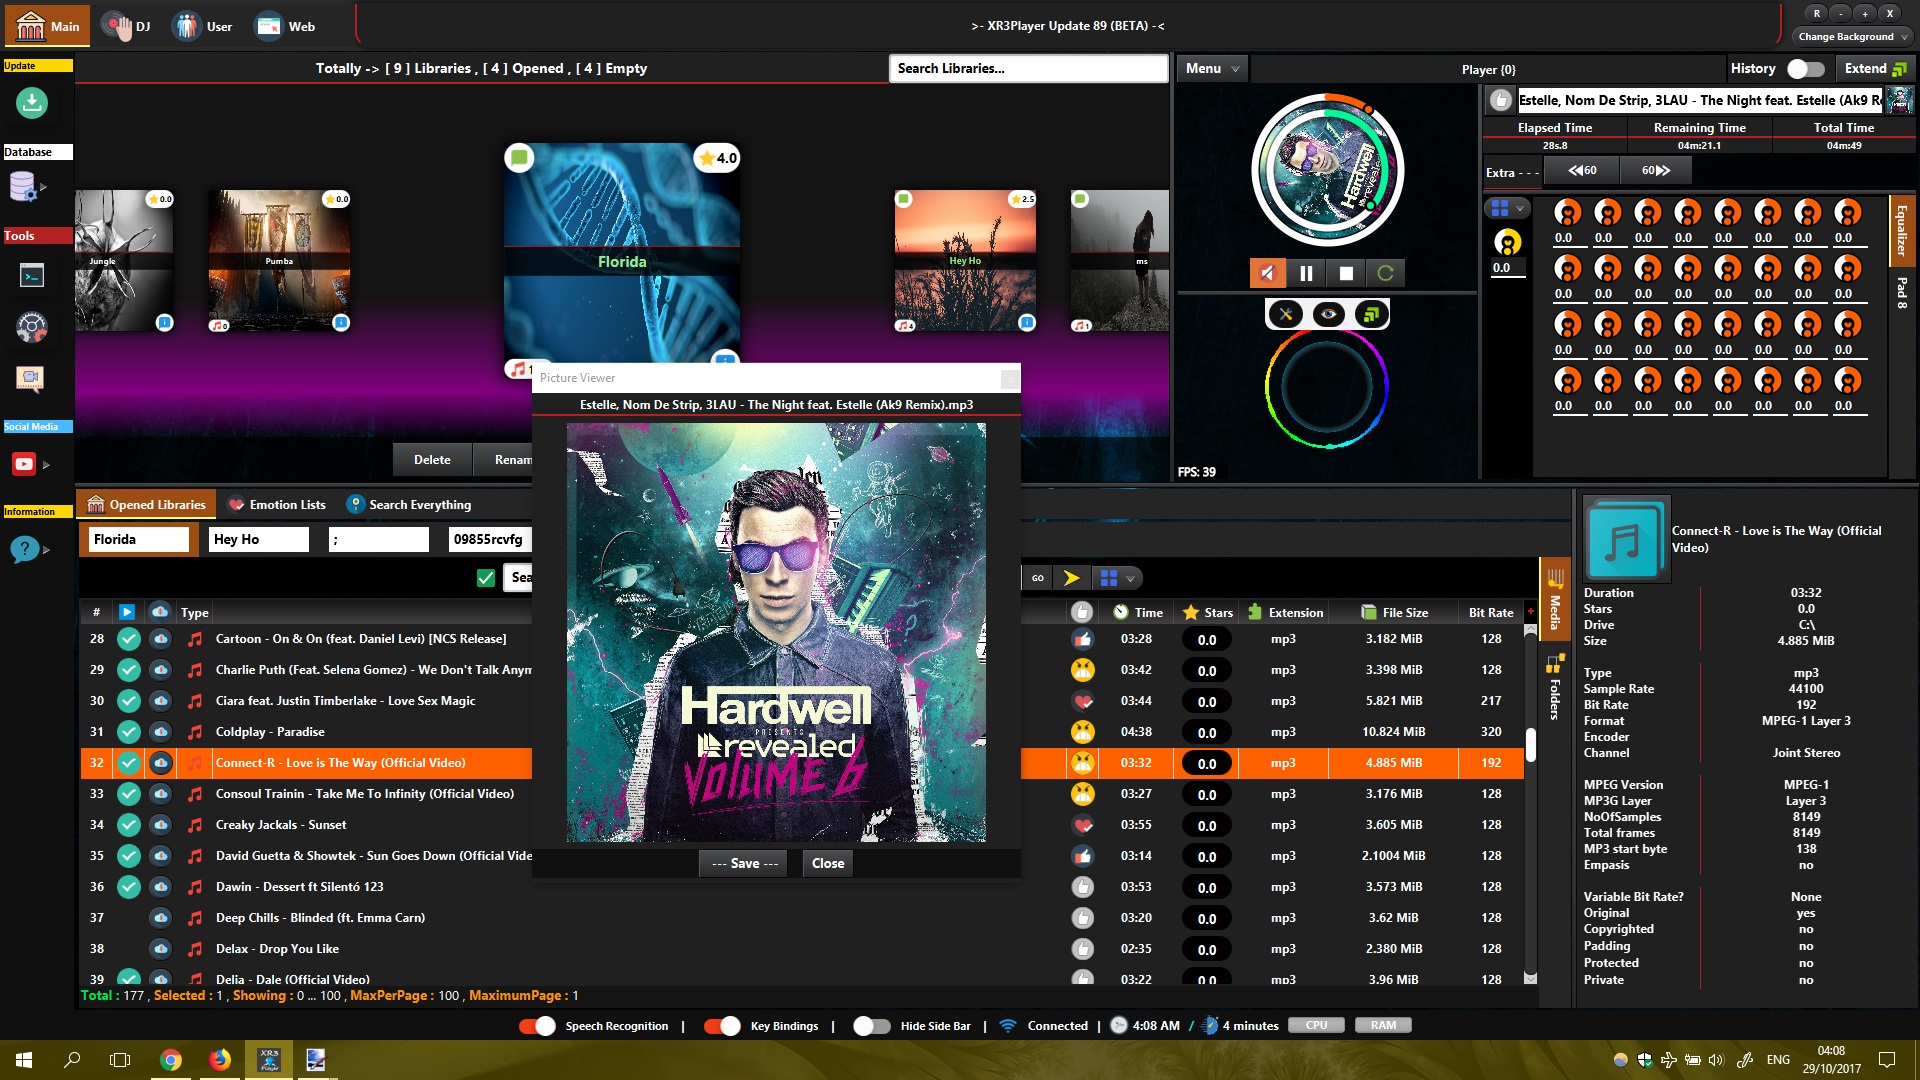 Main
DJ
User
Web
>- XR3Player Update 89 (BETA) -<
R - + X
Change Background
Update
Database
Tools
Social Media
Information
Totally -> [ 9 ] Libraries , [ 4 ] Opened , [ 4 ] Empty
Search Libraries...
0.0
Jungle
0.0
Pumba
0
4.0
Florida
2.5
Hey Ho
4
ms
1
Delete
Renam
Menu
Player {0}
History
Extend
Hardwell
revealed
Estelle, Nom De Strip, 3LAU - The Night feat. Estelle (Ak9 R
Elapsed Time Remaining Time Total Time
28s.8 04m:21.1 04m:49
Extra - - -
60
60
0.0
0.0 0.0 0.0 0.0 0.0 0.0 0.0 0.0
0.0 0.0 0.0 0.0 0.0 0.0 0.0 0.0
0.0 0.0 0.0 0.0 0.0 0.0 0.0 0.0
0.0 0.0 0.0 0.0 0.0 0.0 0.0 0.0
Equalizer
Pad 8
FPS: 39
Picture Viewer
Estelle, Nom De Strip, 3LAU - The Night feat. Estelle (Ak9 Remix).mp3
Hardwell
PRESENTS
revealed
VOLUME 6
--- Save ---
Close
Opened Libraries
Emotion Lists
Search Everything
Florida
Hey Ho
;
09855rcvfg
Sea
GO
# Type Time Stars Extension File Size Bit Rate
28 Cartoon - On & On (feat. Daniel Levi) [NCS Release] 03:28 0.0 mp3 3.182 MiB 128
29 Charlie Puth (Feat. Selena Gomez) - We Don't Talk Anym 03:42 0.0 mp3 3.398 MiB 128
30 Ciara feat. Justin Timberlake - Love Sex Magic 03:44 0.0 mp3 5.821 MiB 217
31 Coldplay - Paradise 04:38 0.0 mp3 10.824 MiB 320
32 Connect-R - Love is The Way (Official Video) 03:32 0.0 mp3 4.885 MiB 192
33 Consoul Trainin - Take Me To Infinity (Official Video) 03:27 0.0 mp3 3.176 MiB 128
34 Creaky Jackals - Sunset 03:55 0.0 mp3 3.605 MiB 128
35 David Guetta & Showtek - Sun Goes Down (Official Vide 03:14 0.0 mp3 2.1004 MiB 128
36 Dawin - Dessert ft Silentó 123 03:53 0.0 mp3 3.573 MiB 128
37 Deep Chills - Blinded (ft. Emma Carn) 03:20 0.0 mp3 3.62 MiB 128
38 Delax - Drop You Like 02:35 0.0 mp3 2.380 MiB 128
39 Delia - Dale (Official Video) 03:22 0.0 mp3 3.96 MiB 128
Total : 177 , Selected : 1 , Showing : 0 ... 100 , MaxPerPage : 100 , MaximumPage : 1
Media
Folders
Connect-R - Love is The Way (Official
Video)
Duration 03:32
Stars 0.0
Drive C:\
Size 4.885 MiB
Type mp3
Sample Rate 44100
Bit Rate 192
Format MPEG-1 Layer 3
Encoder
Channel Joint Stereo
MPEG Version MPEG-1
MP3G Layer Layer 3
NoOfSamples 8149
Total frames 8149
MP3 start byte 138
Empasis no
Variable Bit Rate? None
Original yes
Copyrighted no
Padding no
Protected no
Private no
Speech Recognition | Key Bindings | Hide Side Bar | Connected | 4:08 AM / 4 minutes CPU RAM
XR3
Player
ENG
04:08
29/10/2017